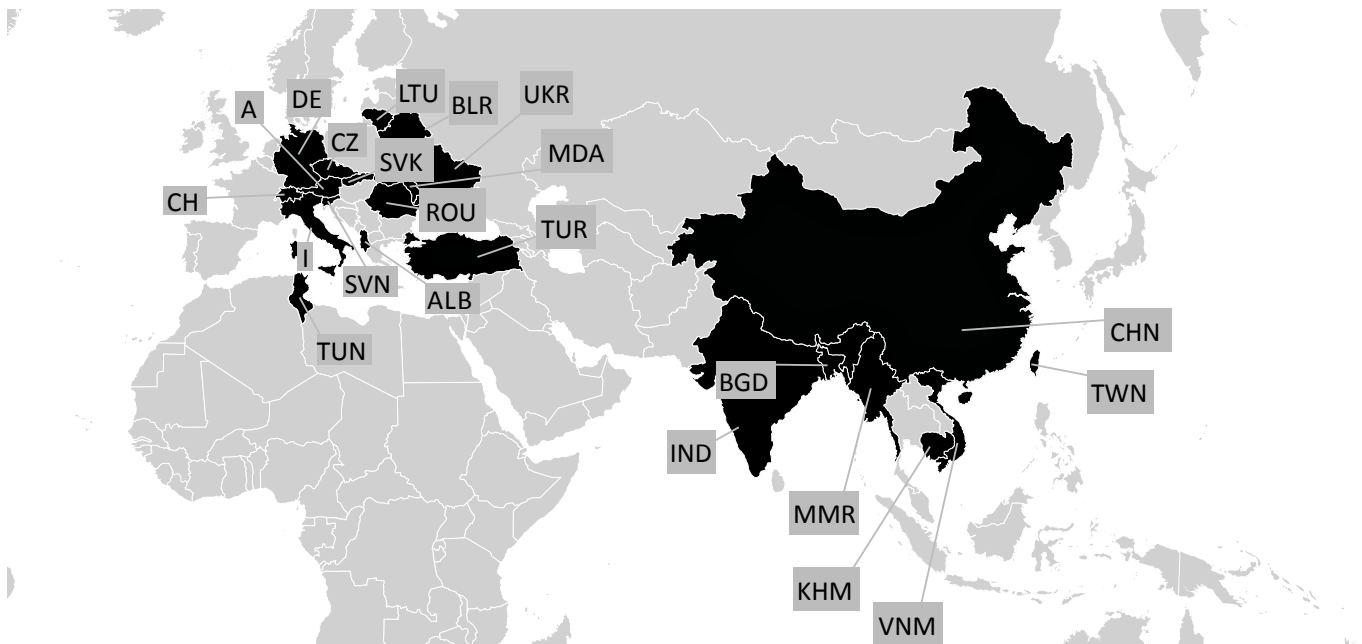 A
DE
LTU
BLR
UKR
CZ
SVK
MDA
CH
ROU
TUR
I
SVN
ALB
TUN
CHN
BGD
TWN
IND
MMR
KHM
VNM